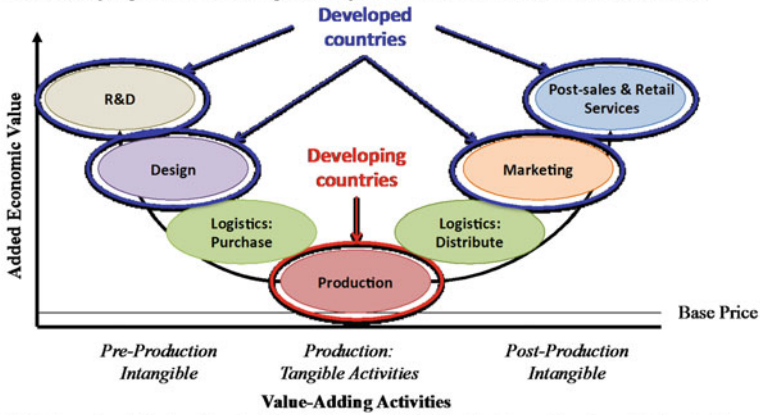 Developed
countries
R&D
Post-sales & Retail
Services
Design
Marketing
Developing
countries
Logistics:
Purchase
Logistics:
Distribute
Production
Added Economic Value
Base Price
Pre-Production
Intangible
Production:
Tangible Activities
Post-Production
Intangible
Value-Adding Activities